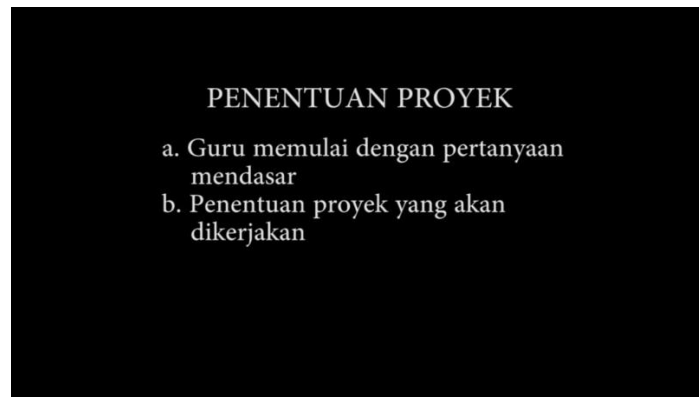 PENENTUAN PROYEK
a. Guru memulai dengan pertanyaan
mendasar
b. Penentuan proyek yang akan
dikerjakan